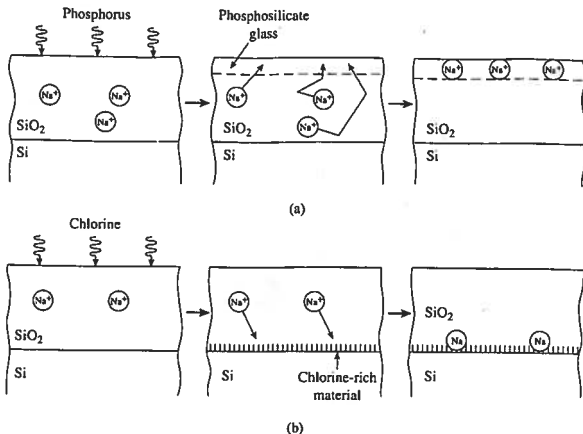 Phosphorus
Na⁺
Na⁺
Na⁺
SiO₂
Si
Phosphosilicate
glass
Na⁺
Na⁺
Na⁺
SiO₂
Si
Na⁺ Na⁺ Na⁺
SiO₂
Si
(a)
Chlorine
Na⁺ Na⁺
SiO₂
Si
Na⁺ Na⁺
Si
Chlorine-rich
material
SiO₂
Na Na
Si
(b)